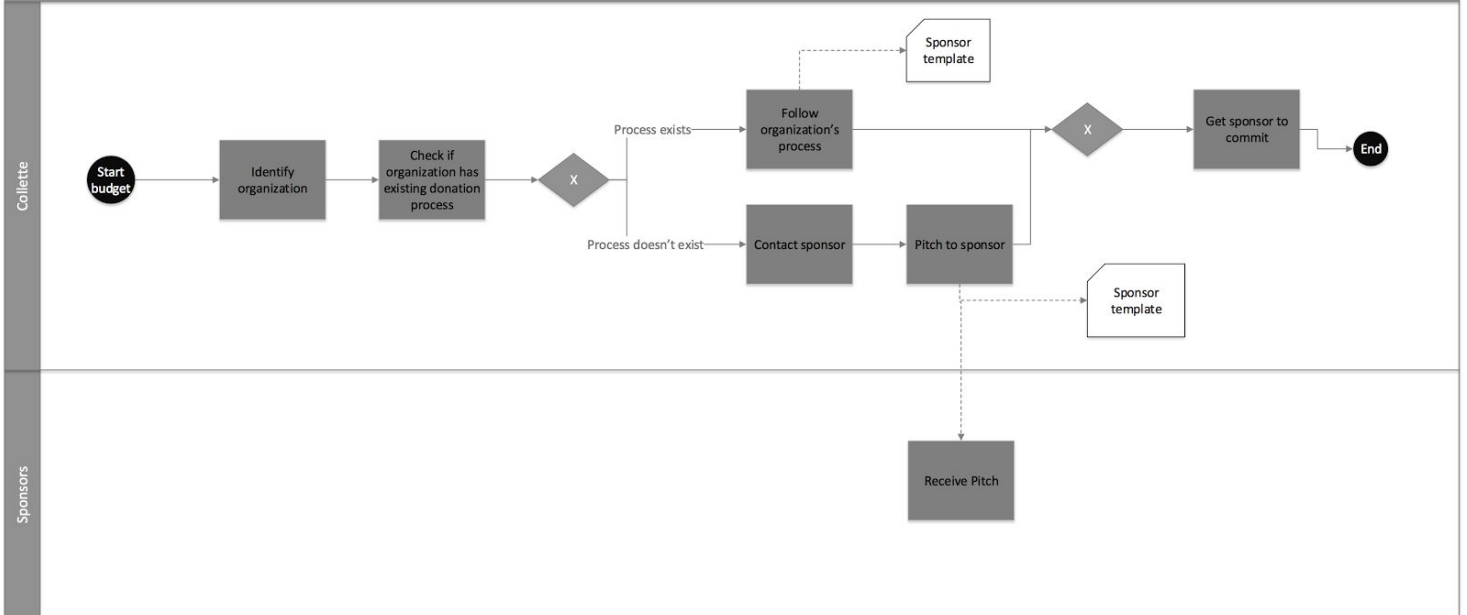 Collette
Start
budget
Identify
organization
Check if
organization has
existing donation
process
X
Process exists
Follow
organization's
process
Sponsor
template
Process doesn't exist
Contact sponsor
Pitch to sponsor
Sponsor
template
X
Get sponsor to
commit
End
Sponsors
Receive Pitch